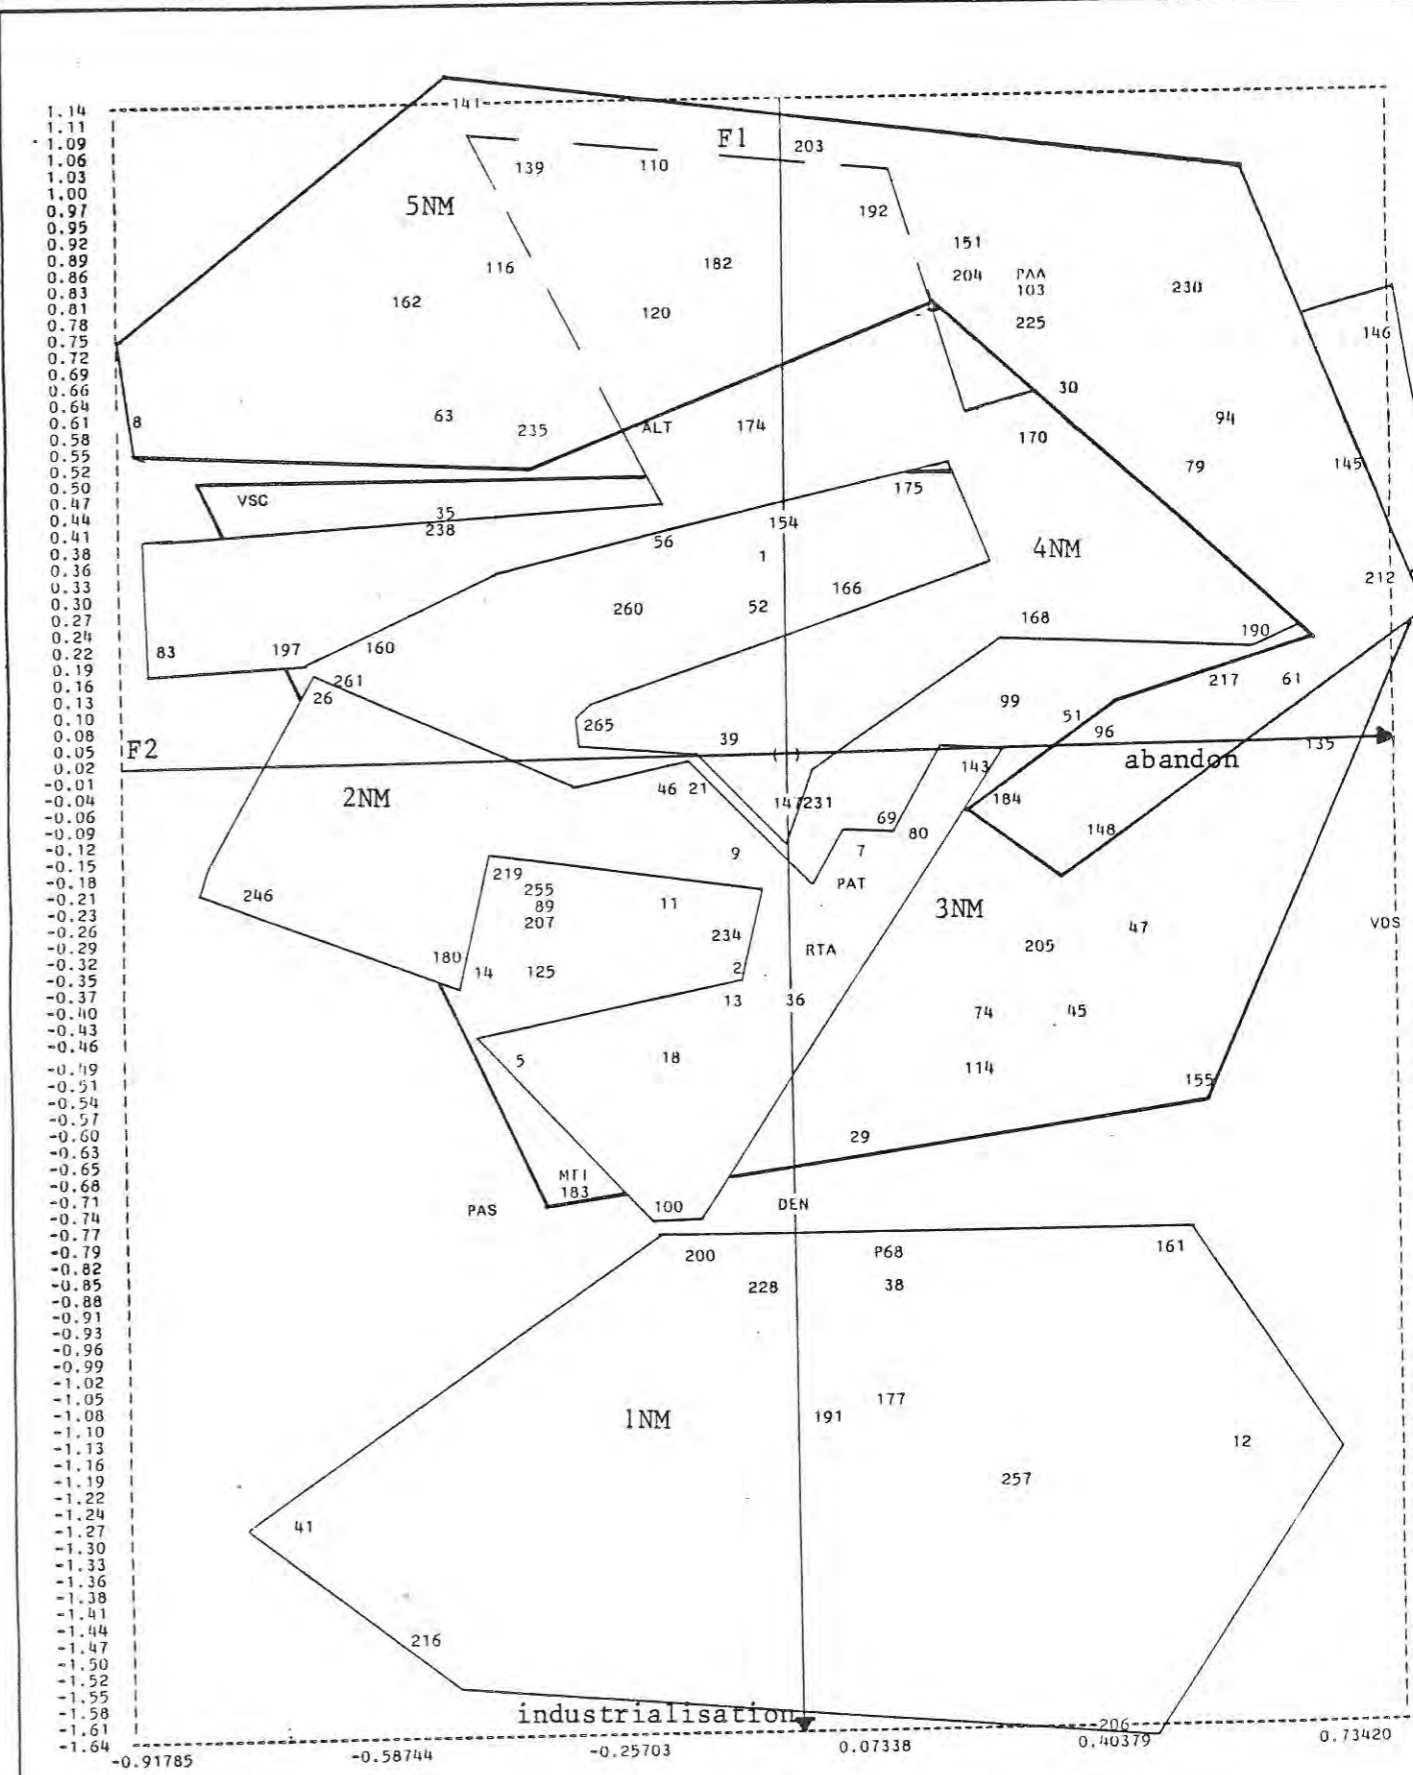 1.14 141
1.11 F1 203
1.09
1.06 139 110
1.03
1.00
0.97 5NM 192
0.95
0.92 151
0.89 116 182
0.86 204 PAA
0.83 162 103 230
0.81 120
0.78 225
0.75 146
0.72
0.69
0.66 30
0.64
0.61 8 63 94
0.58 235 ALT 174 170
0.55
0.52 79 145
0.50 175
0.47 VSC
0.44 35 154
0.41 238
0.38 56 1 4NM
0.36
0.33 166 212
0.30 260 52
0.27 168
0.24 190
0.22 83 197 160
0.19
0.16 261 217 61
0.13 26 99
0.10 265 51
0.08 39 96
0.05 F2 135
0.02 143 abandon
-0.01 46 21
-0.04 2NM 147231 184
-0.06 69
-0.09 80 148
-0.12 9 7
-0.15
-0.18 219 PAT
-0.21 246 255 11 3NM
-0.23 89 47 VDS
-0.26 207 234
-0.29 RTA 205
-0.32 180
-0.35 14 125 2
-0.37 13 36
-0.40 74 45
-0.43
-0.46 5 18
-0.49 114
-0.51 155
-0.54
-0.57
-0.60 29
-0.63
-0.65 MTI
-0.68 183
-0.71 PAS 100 DEN
-0.74
-0.77 161
-0.79 200 P68
-0.82
-0.85 228 38
-0.88
-0.91
-0.93
-0.96
-0.99
-1.02
-1.05 177
-1.08 1NM 191
-1.10 12
-1.13
-1.16 257
-1.19
-1.22
-1.24 41
-1.27
-1.30
-1.33
-1.36
-1.38
-1.41
-1.44 216
-1.47
-1.50
-1.52
-1.55
-1.58 industrialisation
-1.61 206
-1.64
-0.91785 -0.58744 -0.25703 0.07338 0.40379 0.73420